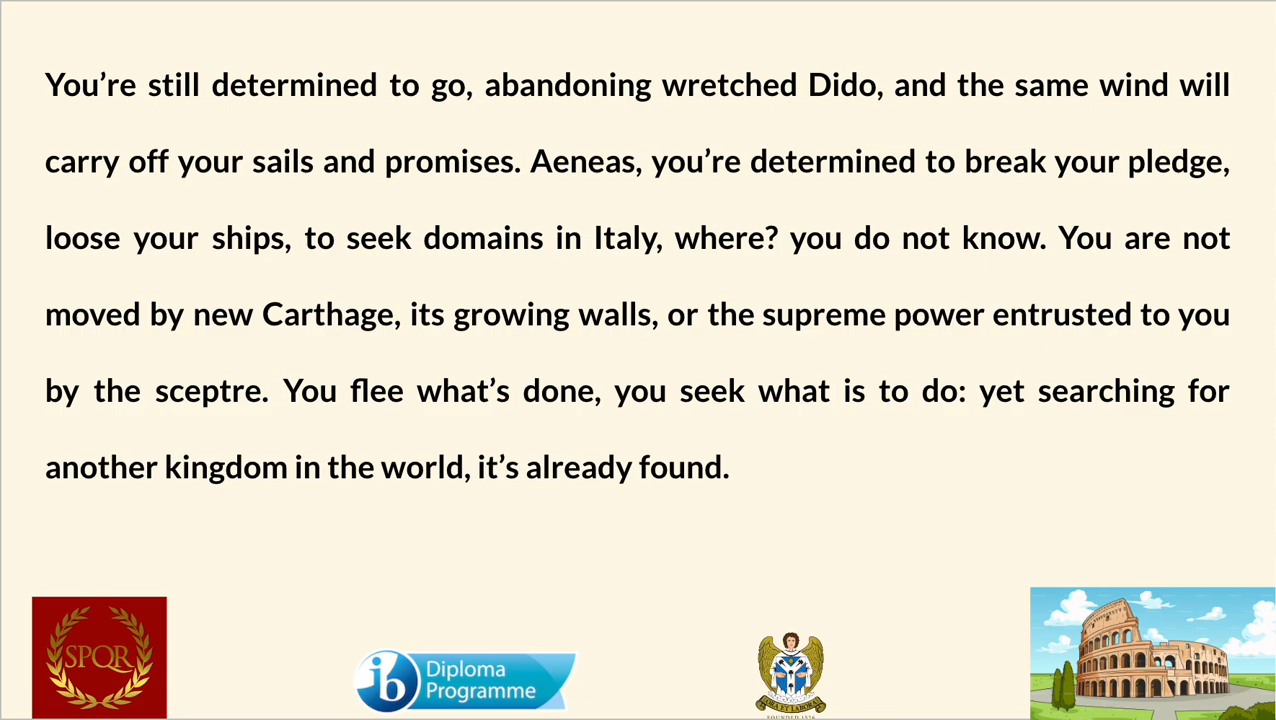 You’re still determined to go, abandoning wretched Dido, and the same wind will
carry off your sails and promises. Aeneas, you’re determined to break your pledge,
loose your ships, to seek domains in Italy, where? you do not know. You are not
moved by new Carthage, its growing walls, or the supreme power entrusted to you
by the sceptre. You flee what’s done, you seek what is to do: yet searching for
another kingdom in the world, it’s already found.
SPQR
ib Diploma
Programme
ET LABORA